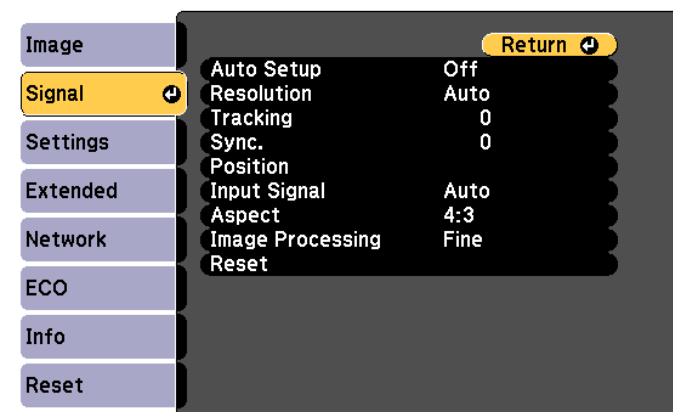 Image
Signal
Settings
Extended
Network
ECO
Info
Reset
Return
Auto Setup Off
Resolution Auto
Tracking 0
Sync. 0
Position
Input Signal Auto
Aspect 4:3
Image Processing Fine
Reset